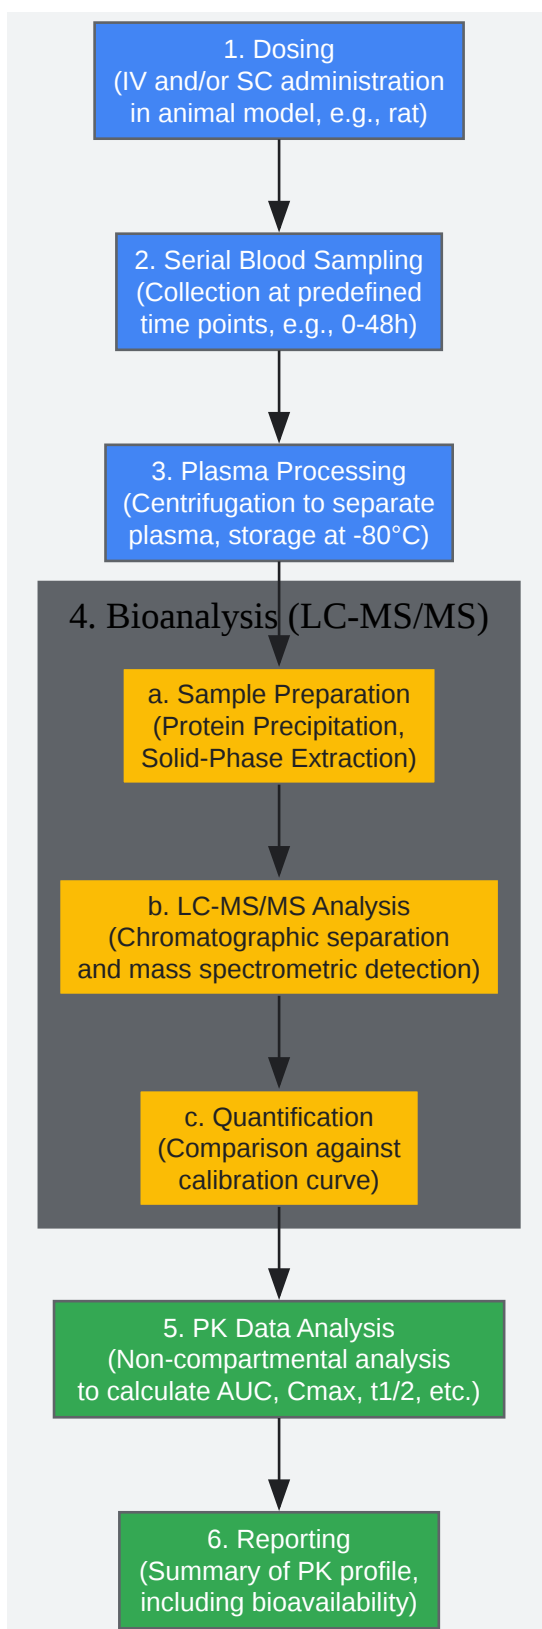 1. Dosing
(IV and/or SC administration
in animal model, e.g., rat)
2. Serial Blood Sampling
(Collection at predefined
time points, e.g., 0-48h)
3. Plasma Processing
(Centrifugation to separate
plasma, storage at -80°C)
4. Bioanalysis (LC-MS/MS)
a. Sample Preparation
(Protein Precipitation,
Solid-Phase Extraction)
b. LC-MS/MS Analysis
(Chromatographic separation
and mass spectrometric detection)
c. Quantification
(Comparison against
calibration curve)
5. PK Data Analysis
(Non-compartmental analysis
to calculate AUC, Cmax, t1/2, etc.)
6. Reporting
(Summary of PK profile,
including bioavailability)